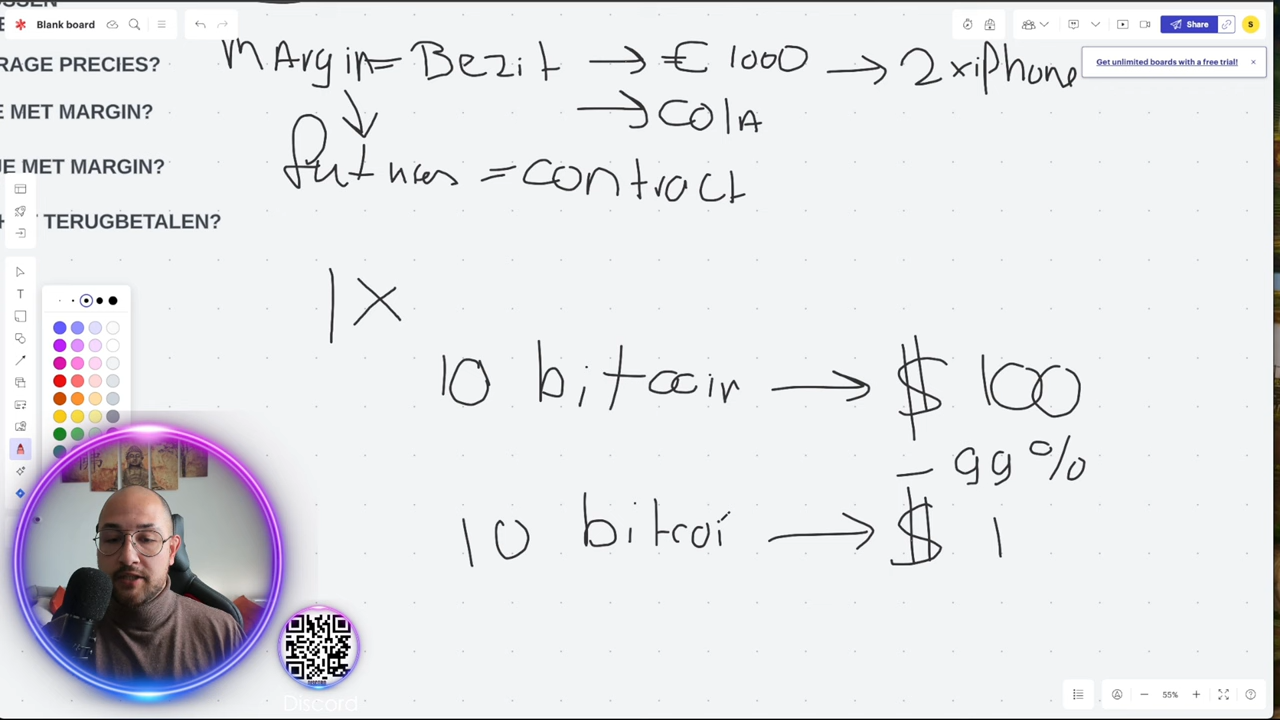 Blank board
Share
S
Get unlimited boards with a free trial! ×
RAGE PRECIES?
E MET MARGIN?
JE MET MARGIN?
TERUGBETALEN?
MArgin= Bezit → € 1000 → 2 x iPhone
→ COlA
futures = contract
1X
10 bitcoin → $ 100
- 99%
10 bitcoi → $ 1
T
Discord
55%